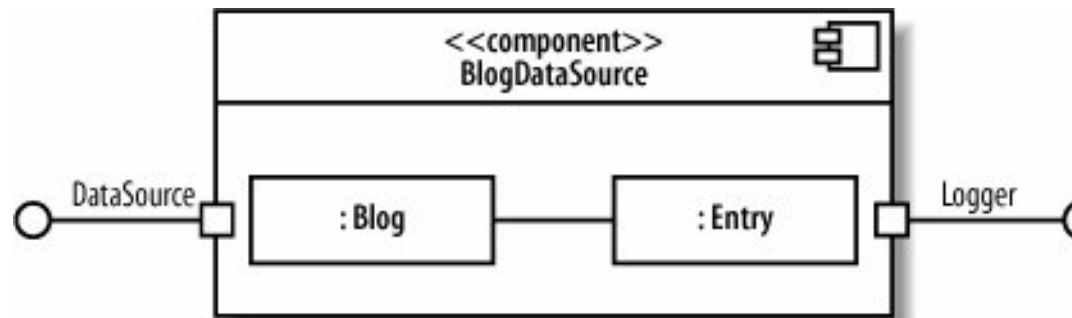 <<component>>
BlogDataSource
DataSource
: Blog
: Entry
Logger